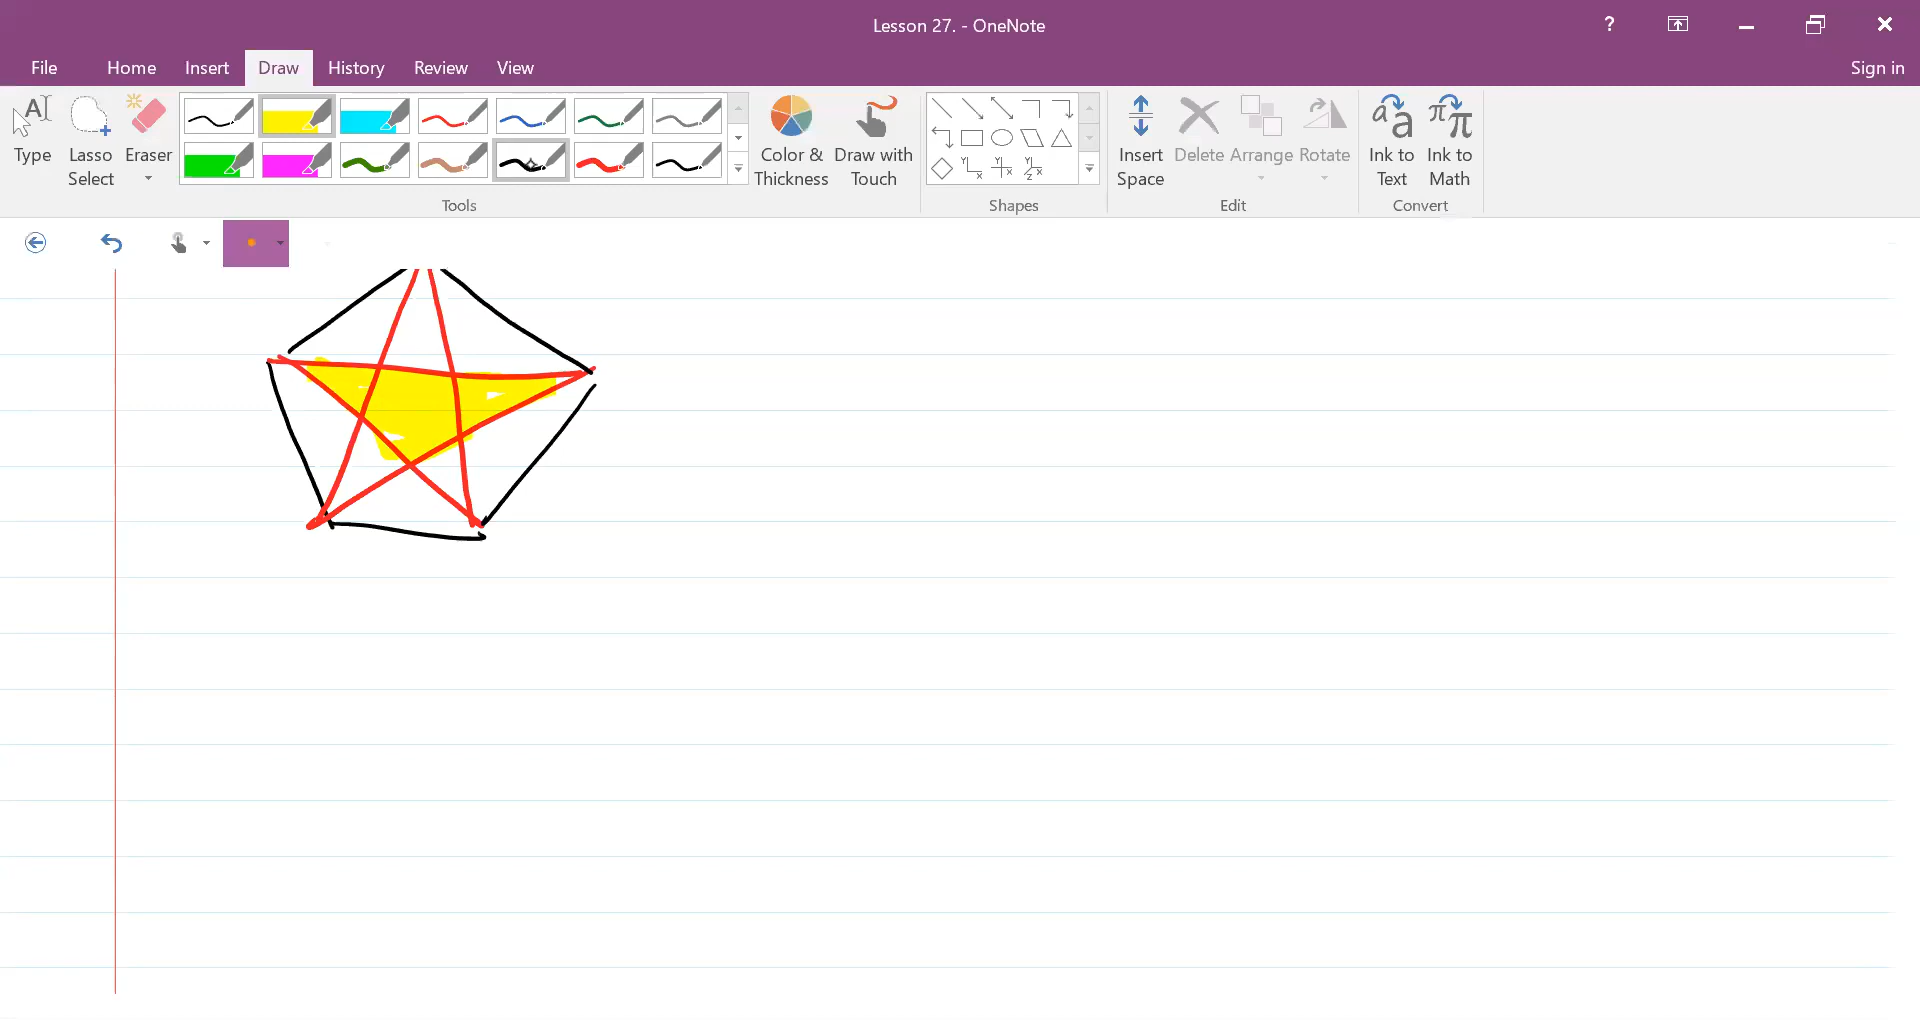 Lesson 27. - OneNote
?
File Home Insert Draw History Review View Sign in
Type
Lasso
Select
Eraser
Color &
Thickness
Draw with
Touch
Insert
Space
Delete
Arrange
Rotate
Ink to
Text
Ink to
Math
Tools Shapes Edit Convert